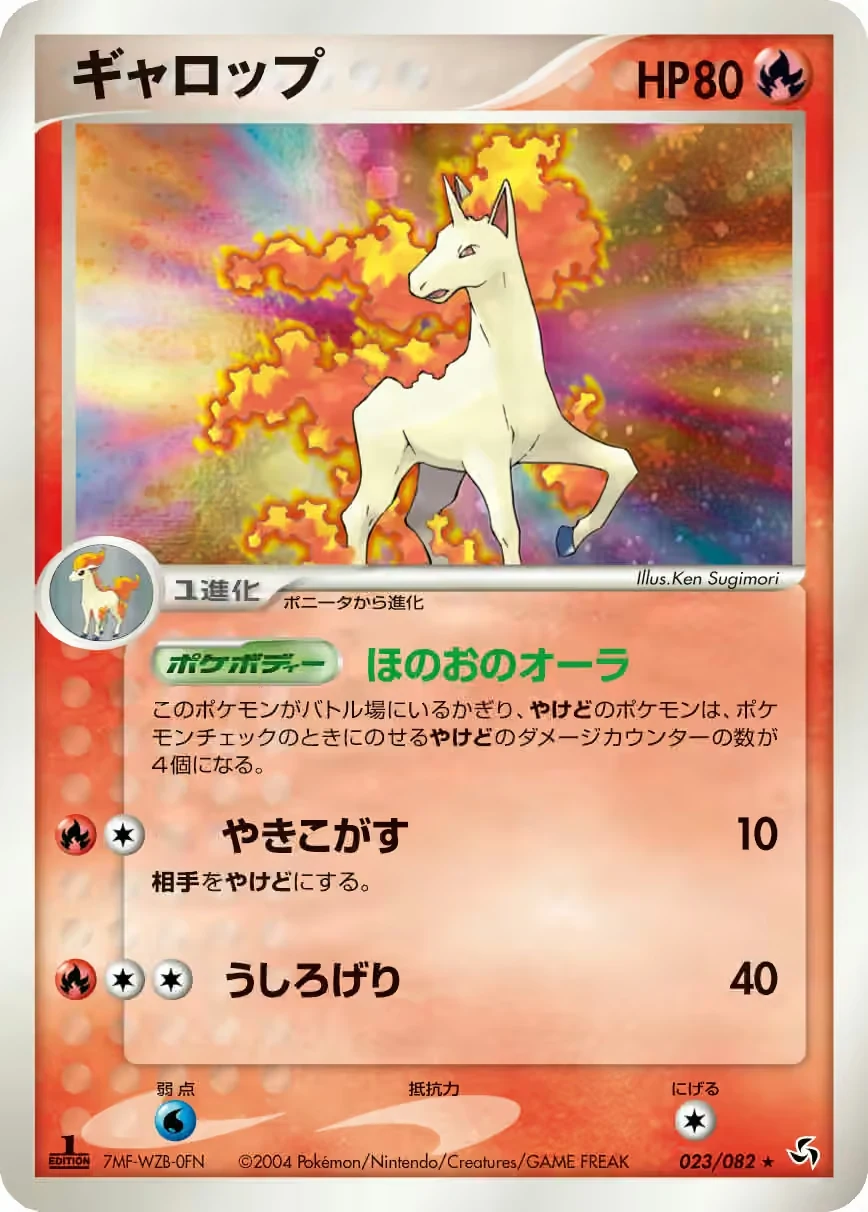 ギャロップ
HP80
Illus.Ken Sugimori
1進化
ポニータから進化
ポケボディー ほのおのオーラ
このポケモンがバトル場にいるかぎり、やけどのポケモンは、ポケ
モンチェックのときにのせるやけどのダメージカウンターの数が
4個になる。
やきこがす 10
相手をやけどにする。
うしろげり 40
弱点 抵抗力 にげる
1 EDITION 7MF-WZB-0FN ©2004 Pokémon/Nintendo/Creatures/GAME FREAK 023/082 ★